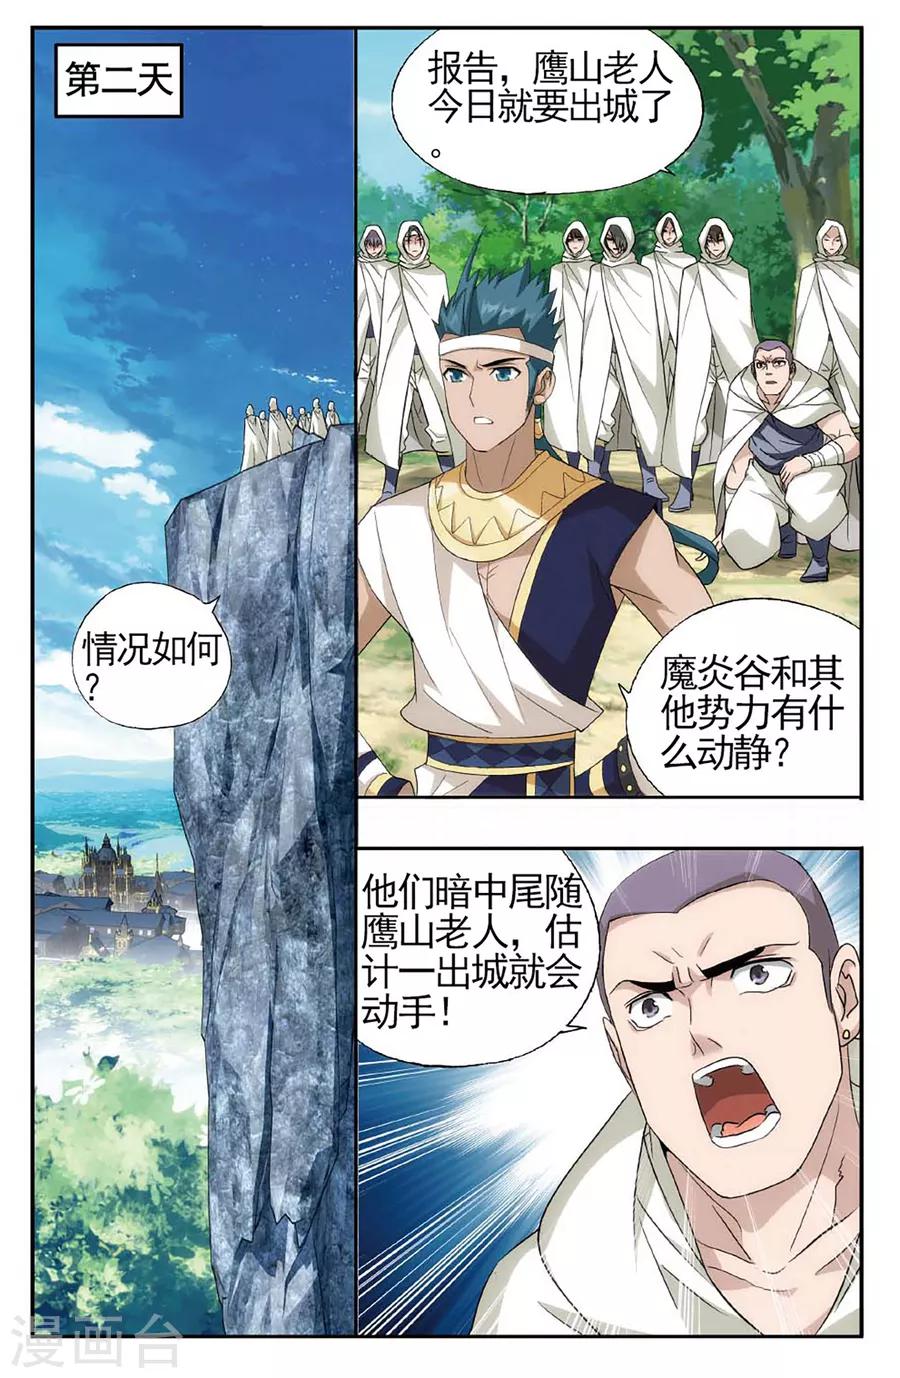 第二天
情况如何
?
报告，鹰山老人
今日就要出城了
。
魔炎谷和其
他势力有什
么动静?
他们暗中尾随
鹰山老人，估
计一出城就会
动手!
漫画台